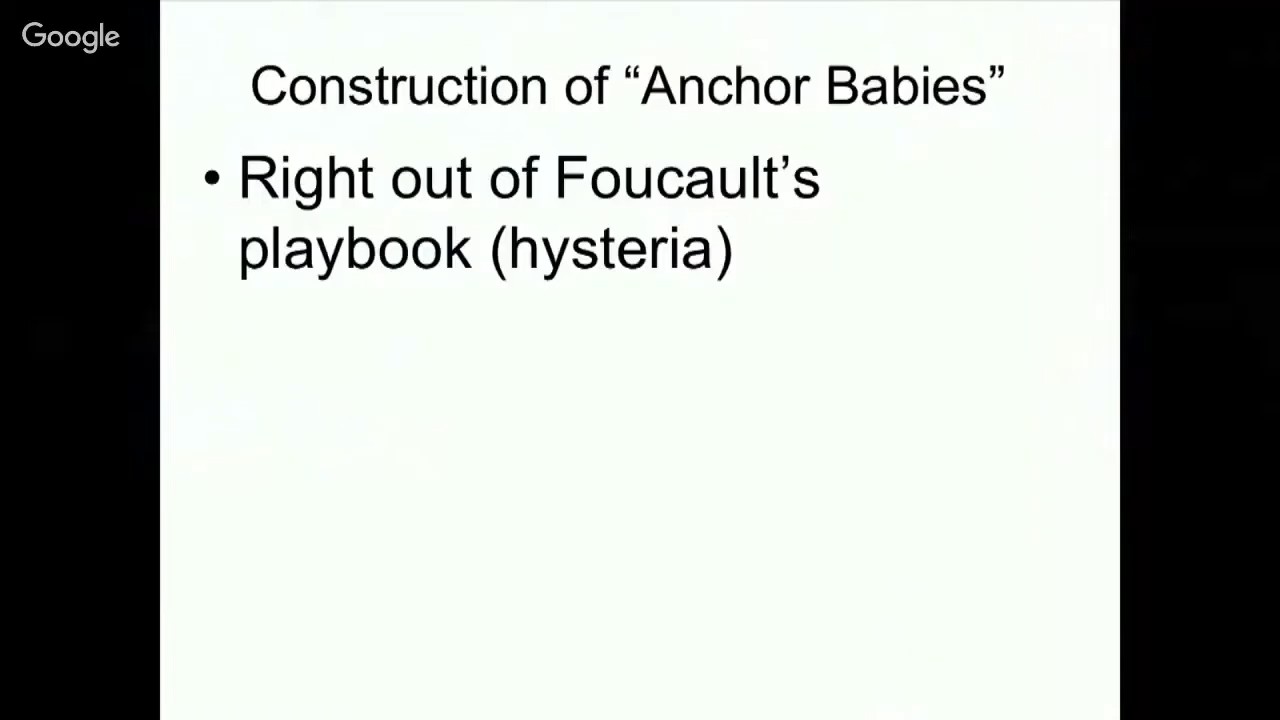 Google
Construction of “Anchor Babies”
• Right out of Foucault’s
playbook (hysteria)